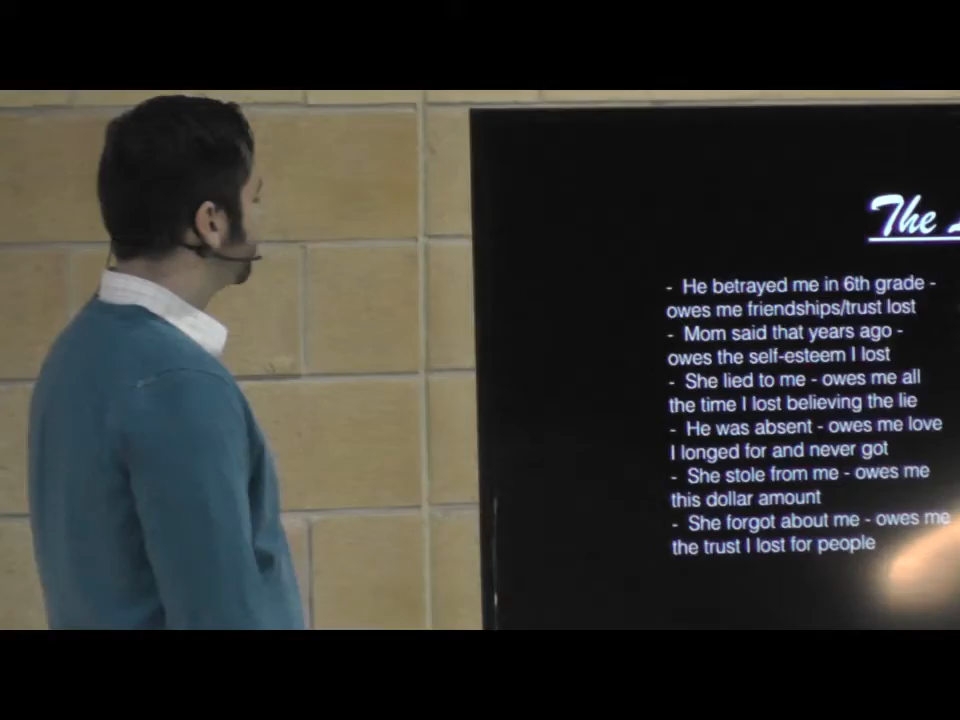 The
- He betrayed me in 6th grade -
owes me friendships/trust lost
- Mom said that years ago -
owes the self-esteem I lost
- She lied to me - owes me all
the time I lost believing the lie
- He was absent - owes me love
I longed for and never got
- She stole from me - owes me
this dollar amount
- She forgot about me - owes me
the trust I lost for people